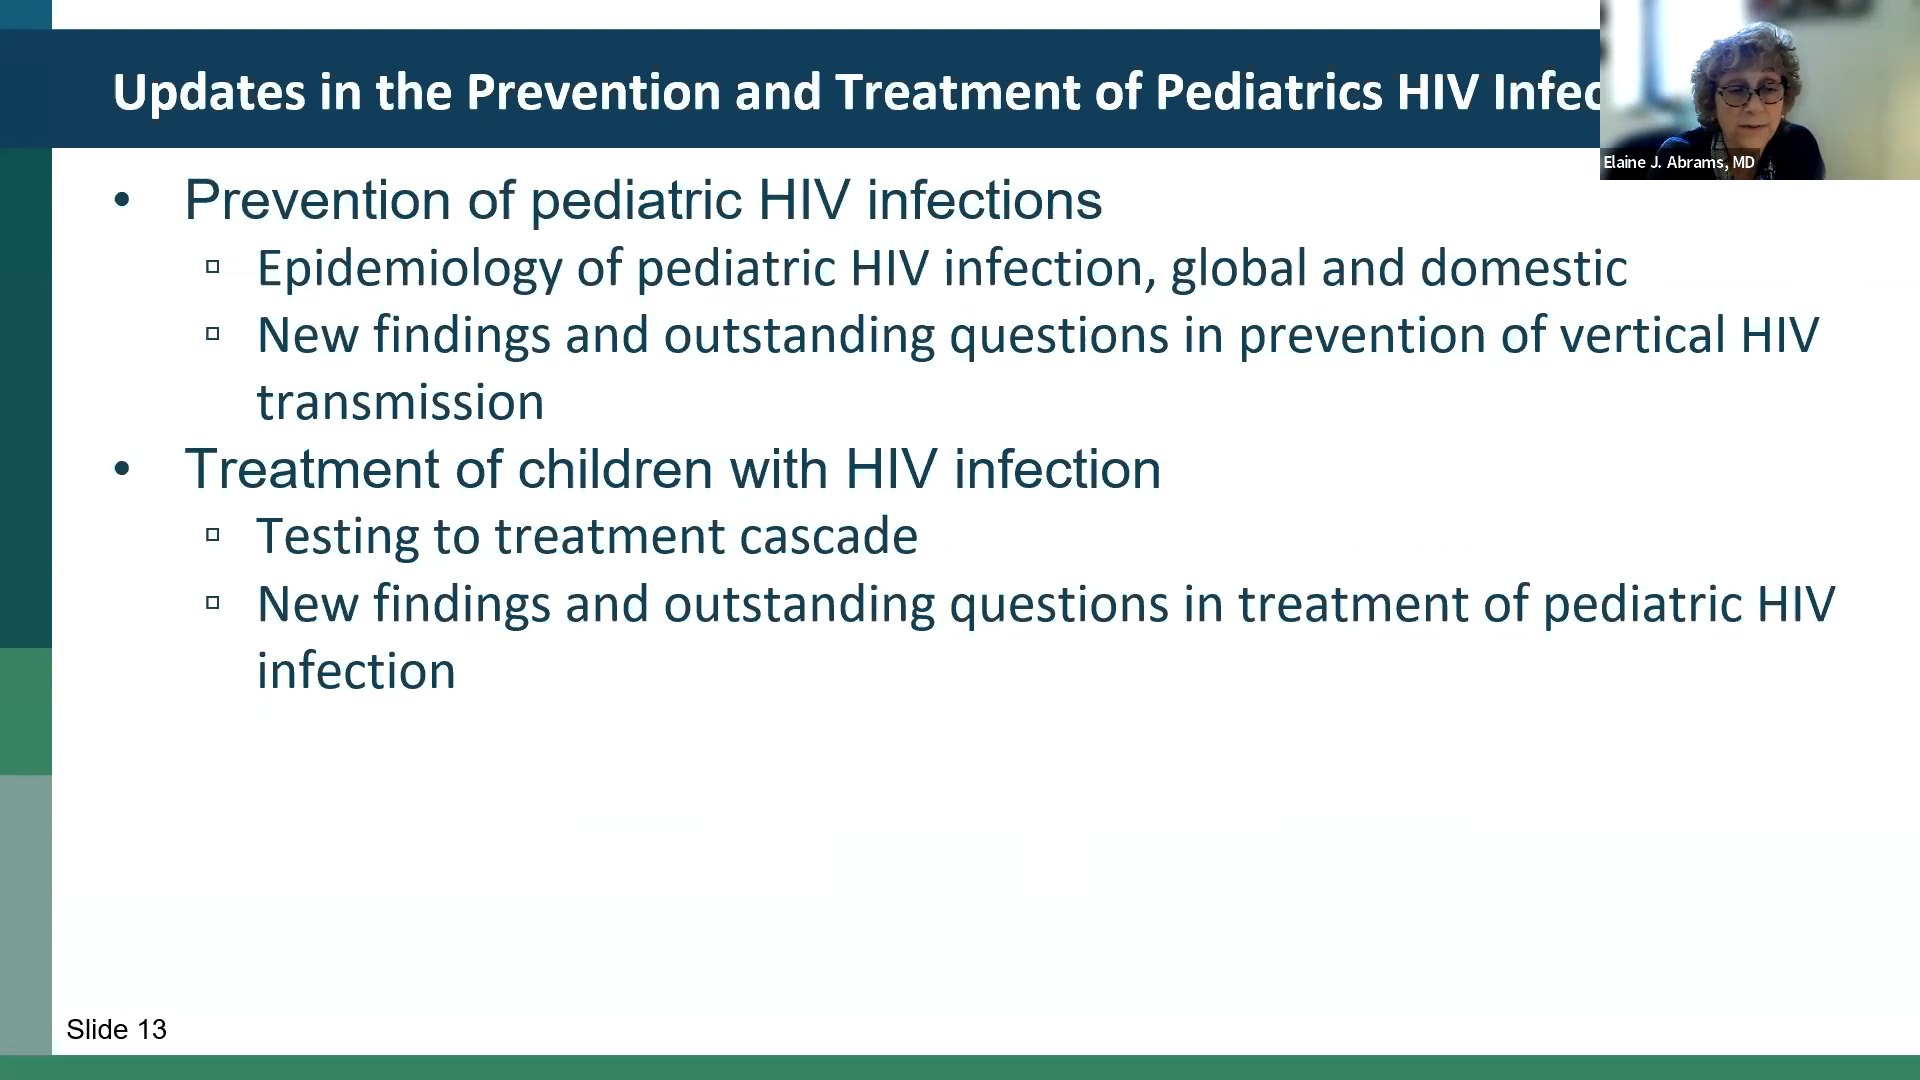 Updates in the Prevention and Treatment of Pediatrics HIV Infec
Elaine J. Abrams, MD
• Prevention of pediatric HIV infections
▫ Epidemiology of pediatric HIV infection, global and domestic
▫ New findings and outstanding questions in prevention of vertical HIV
transmission
• Treatment of children with HIV infection
▫ Testing to treatment cascade
▫ New findings and outstanding questions in treatment of pediatric HIV
infection
Slide 13